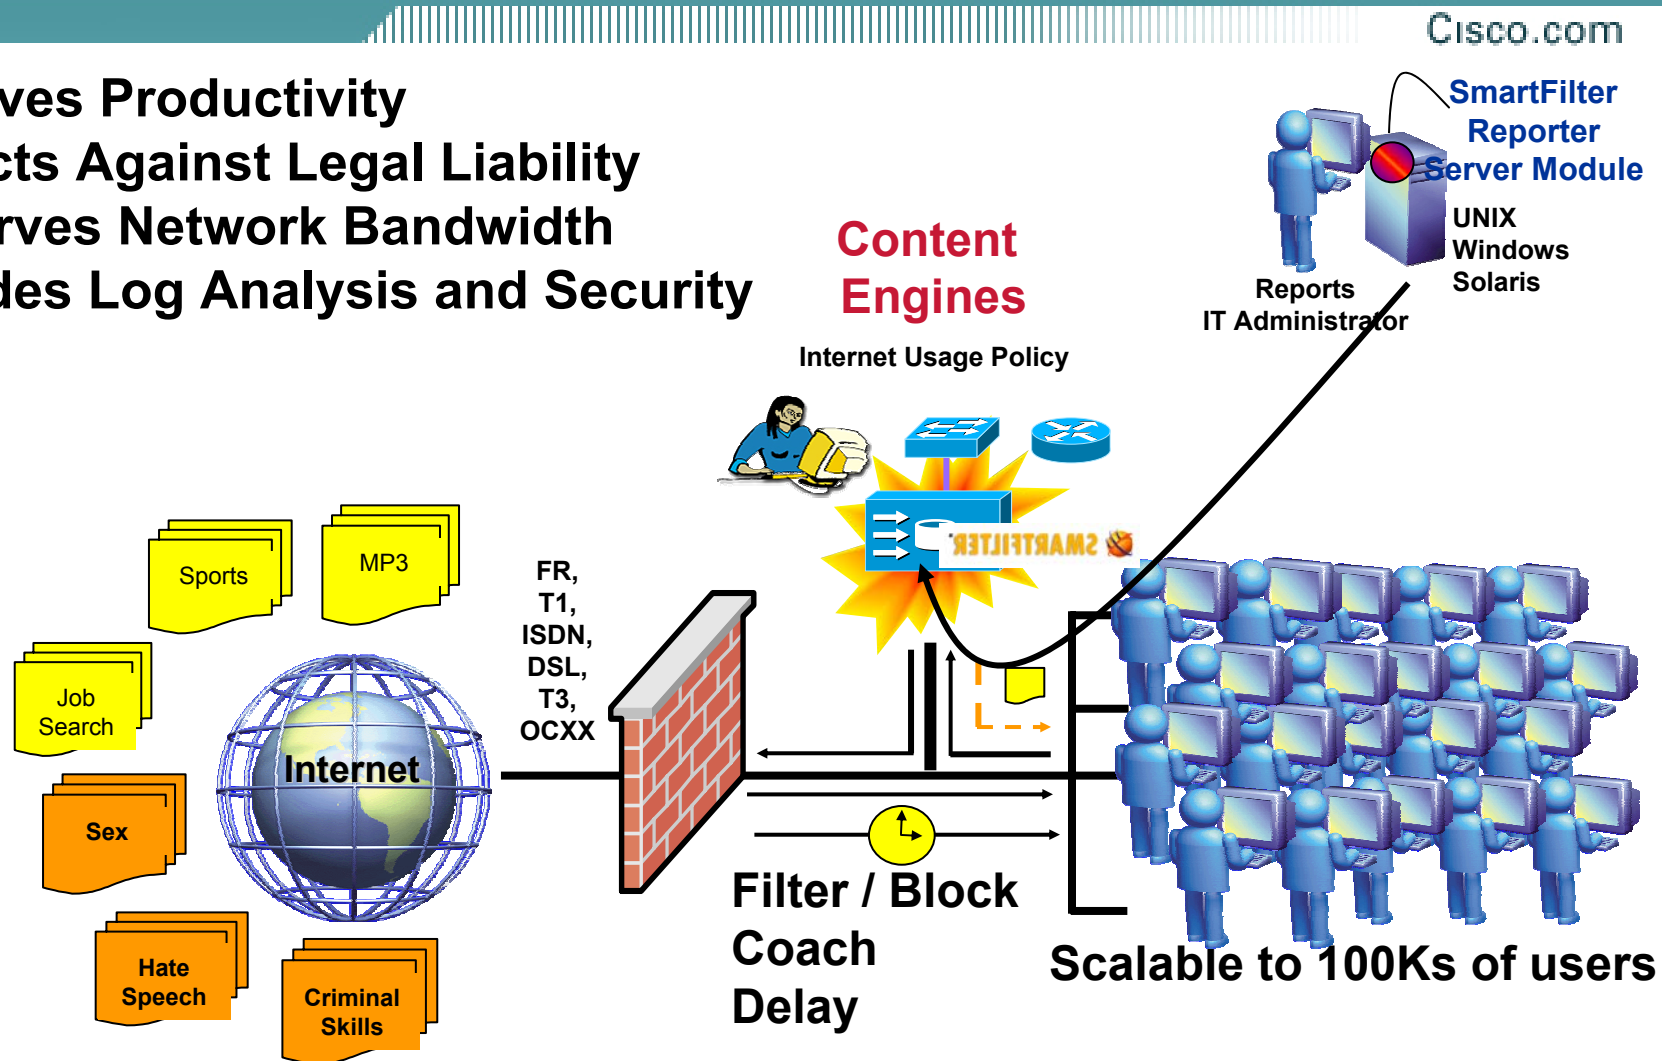 Cisco.com
ves Productivity
cts Against Legal Liability
rves Network Bandwidth
des Log Analysis and Security
SmartFilter
Reporter
Server Module
UNIX
Windows
Solaris
Reports
IT Administrator
Content
Engines
Internet Usage Policy
SMARTFILTER
Sports
MP3
Job
Search
Internet
Sex
Hate
Speech
Criminal
Skills
FR,
T1,
ISDN,
DSL,
T3,
OCXX
Filter / Block
Coach
Delay
Scalable to 100Ks of users